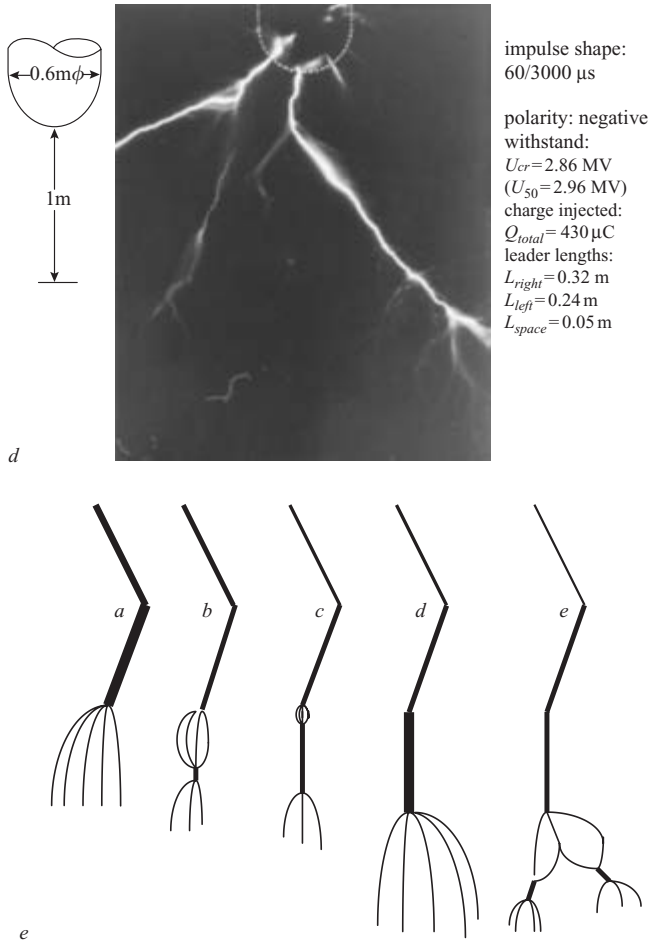 0.6mϕ
1m
impulse shape:
60/3000 μs
polarity: negative
withstand:
Ucr=2.86 MV
(U50=2.96 MV)
charge injected:
Qtotal=430 μC
leader lengths:
Lright=0.32 m
Lleft=0.24 m
Lspace=0.05 m
d
a b c d e
e